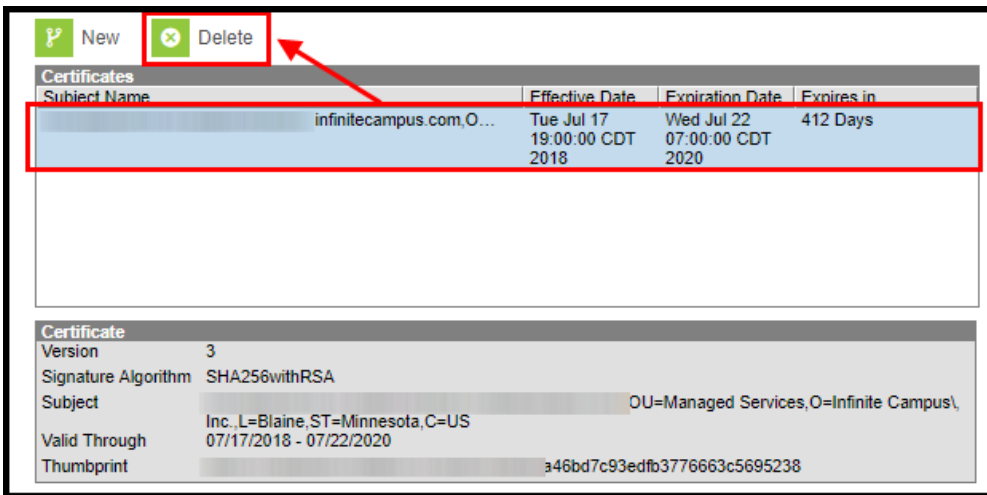 New Delete
Certificates
Subject Name Effective Date Expiration Date Expires in
infinitecampus.com,O... Tue Jul 17 Wed Jul 22 412 Days
19:00:00 CDT 07:00:00 CDT
2018 2020
Certificate
Version 3
Signature Algorithm SHA256withRSA
Subject OU=Managed Services,O=Infinite Campus\,
Inc.,L=Blaine,ST=Minnesota,C=US
Valid Through 07/17/2018 - 07/22/2020
Thumbprint a46bd7c93edfb3776663c5695238